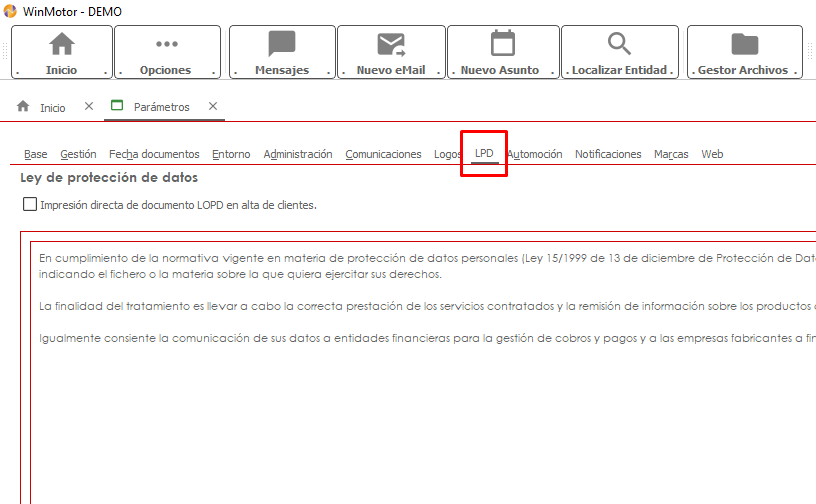 WinMotor - DEMO
. Inicio . . Opciones . . Mensajes . . Nuevo eMail . . Nuevo Asunto . . Localizar Entidad . . Gestor Archivos .
Inicio Parámetros
Base Gestión Fecha documentos Entorno Administración Comunicaciones Logos LPD Automoción Notificaciones Marcas Web
Ley de protección de datos
Impresión directa de documento LOPD en alta de clientes.
En cumplimiento de la normativa vigente en materia de protección de datos personales (Ley 15/1999 de 13 de diciembre de Protección de Dat
indicando el fichero o la materia sobre la que quiera ejercitar sus derechos.
La finalidad del tratamiento es llevar a cabo la correcta prestación de los servicios contratados y la remisión de información sobre los productos
Igualmente consiente la comunicación de sus datos a entidades financieras para la gestión de cobros y pagos y a las empresas fabricantes a fin